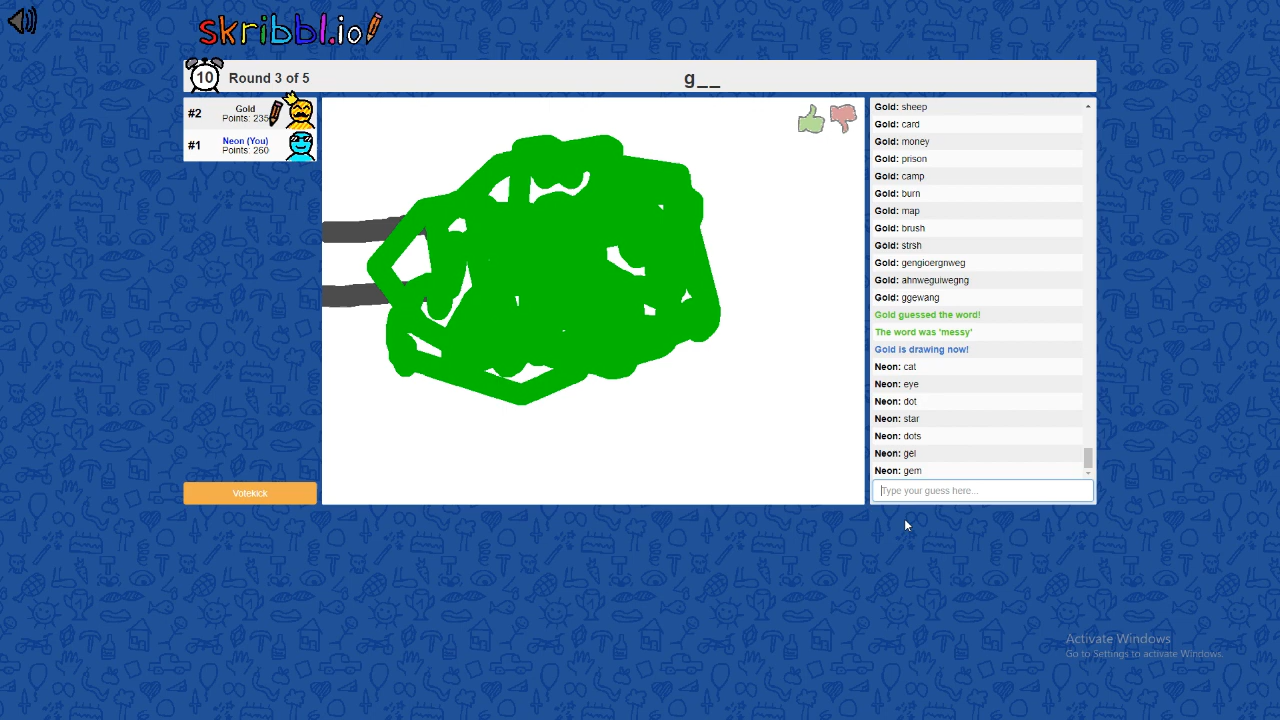 skribbl.io
10
Round 3 of 5
g__
#2
Gold
Points: 235
#1
Neon (You)
Points: 260
Votekick
Gold: sheep
Gold: card
Gold: money
Gold: prison
Gold: camp
Gold: burn
Gold: map
Gold: brush
Gold: strsh
Gold: gengioergnweg
Gold: ahnweguiwegng
Gold: ggewang
Gold guessed the word!
The word was 'messy'
Gold is drawing now!
Neon: cat
Neon: eye
Neon: dot
Neon: star
Neon: dots
Neon: gel
Neon: gem
Type your guess here...
Activate Windows
Go to Settings to activate Windows.